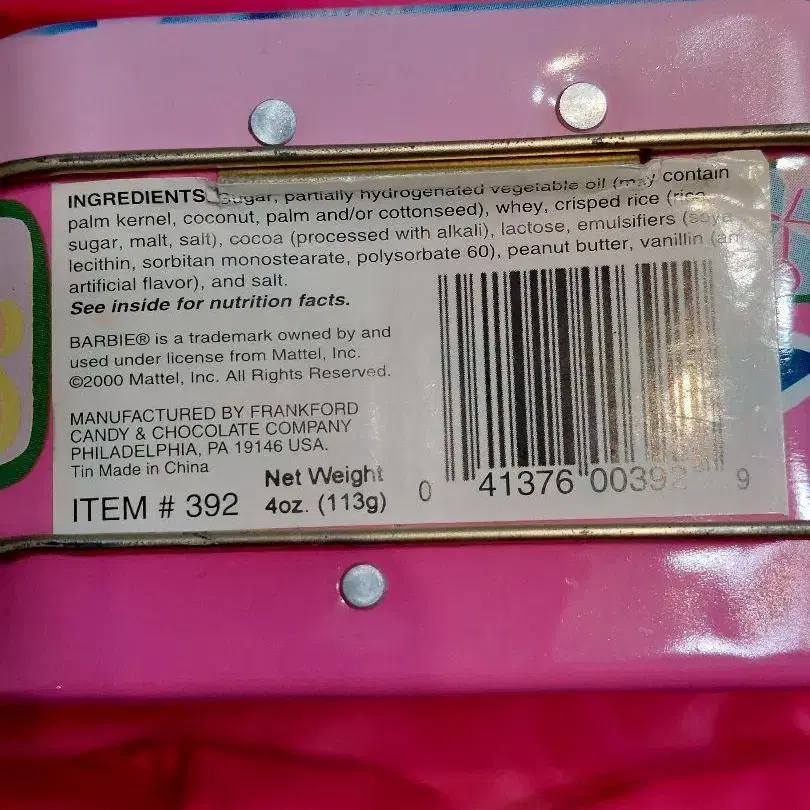 INGREDIENTS Sugar, partially hydrogenated vegetable oil (may contain
palm kernel, coconut, palm and/or cottonseed), whey, crisped rice (rice
sugar, malt, salt), cocoa (processed with alkali), lactose, emulsifiers (soya
lecithin, sorbitan monostearate, polysorbate 60), peanut butter, vanillin (an
artificial flavor), and salt.
See inside for nutrition facts.
BARBIE® is a trademark owned by and
used under license from Mattel, Inc.
©2000 Mattel, Inc. All Rights Reserved.
MANUFACTURED BY FRANKFORD
CANDY & CHOCOLATE COMPANY
PHILADELPHIA, PA 19146 USA.
Tin Made in China
ITEM # 392
Net Weight
4oz. (113g)
0 41376 00392 9